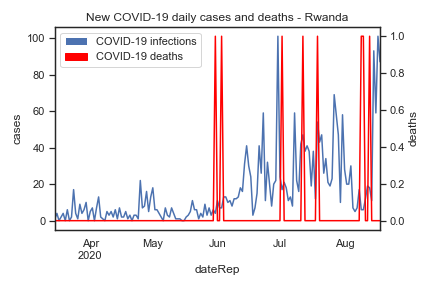 New COVID-19 daily cases and deaths - Rwanda
COVID-19 infections
COVID-19 deaths
100
80
60
40
20
0
cases
1.0
0.8
0.6
0.4
0.2
0.0
deaths
Apr May Jun Jul Aug
2020
dateRep